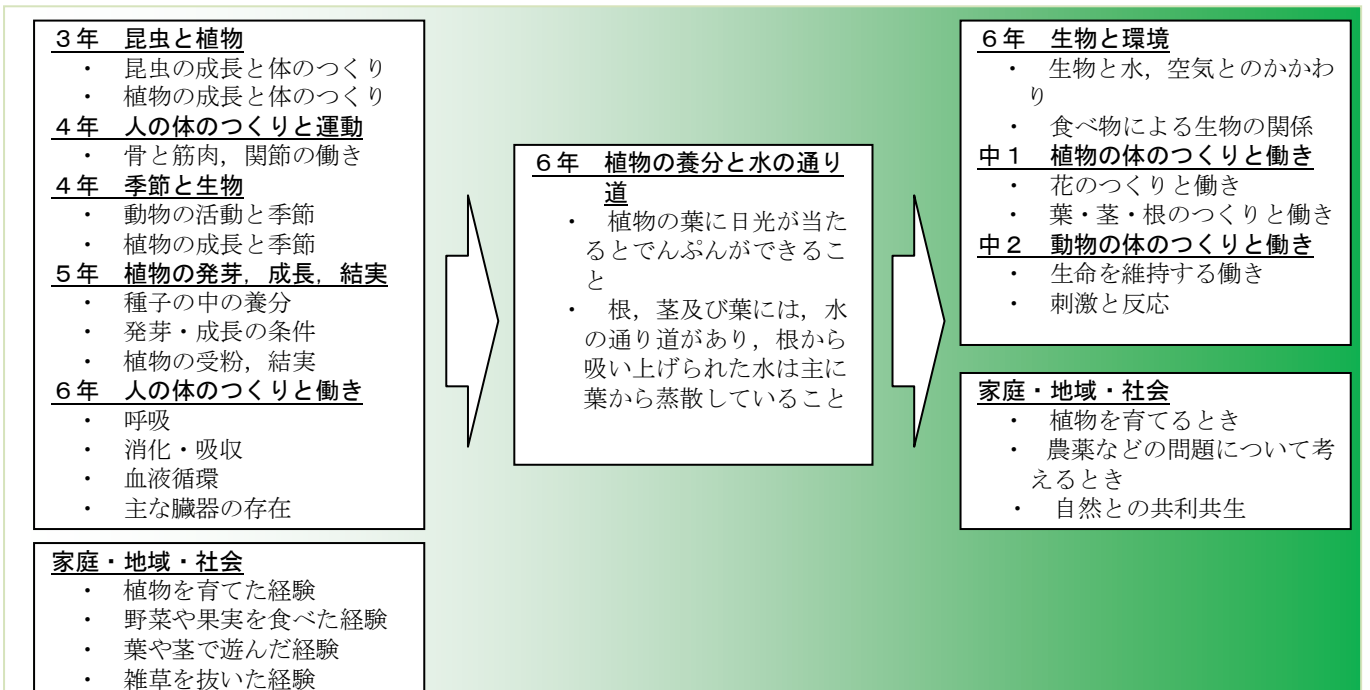 ３年　昆虫と植物
・　昆虫の成長と体のつくり
・　植物の成長と体のつくり
４年　人の体のつくりと運動
・　骨と筋肉，関節の働き
４年　季節と生物
・　動物の活動と季節
・　植物の成長と季節
５年　植物の発芽，成長，結実
・　種子の中の養分
・　発芽・成長の条件
・　植物の受粉，結実
６年　人の体のつくりと働き
・　呼吸
・　消化・吸収
・　血液循環
・　主な臓器の存在
家庭・地域・社会
・　植物を育てた経験
・　野菜や果実を食べた経験
・　葉や茎で遊んだ経験
・　雑草を抜いた経験
６年　植物の養分と水の通り
道
・　植物の葉に日光が当た
るとでんぷんができるこ
と
・　根，茎及び葉には，水
の通り道があり，根から
吸い上げられた水は主に
葉から蒸散していること
６年　生物と環境
・　生物と水，空気とのかかわ
り
・　食べ物による生物の関係
中１　植物の体のつくりと働き
・　花のつくりと働き
・　葉・茎・根のつくりと働き
中２　動物の体のつくりと働き
・　生命を維持する働き
・　刺激と反応
家庭・地域・社会
・　植物を育てるとき
・　農薬などの問題について考
えるとき
・　自然との共利共生